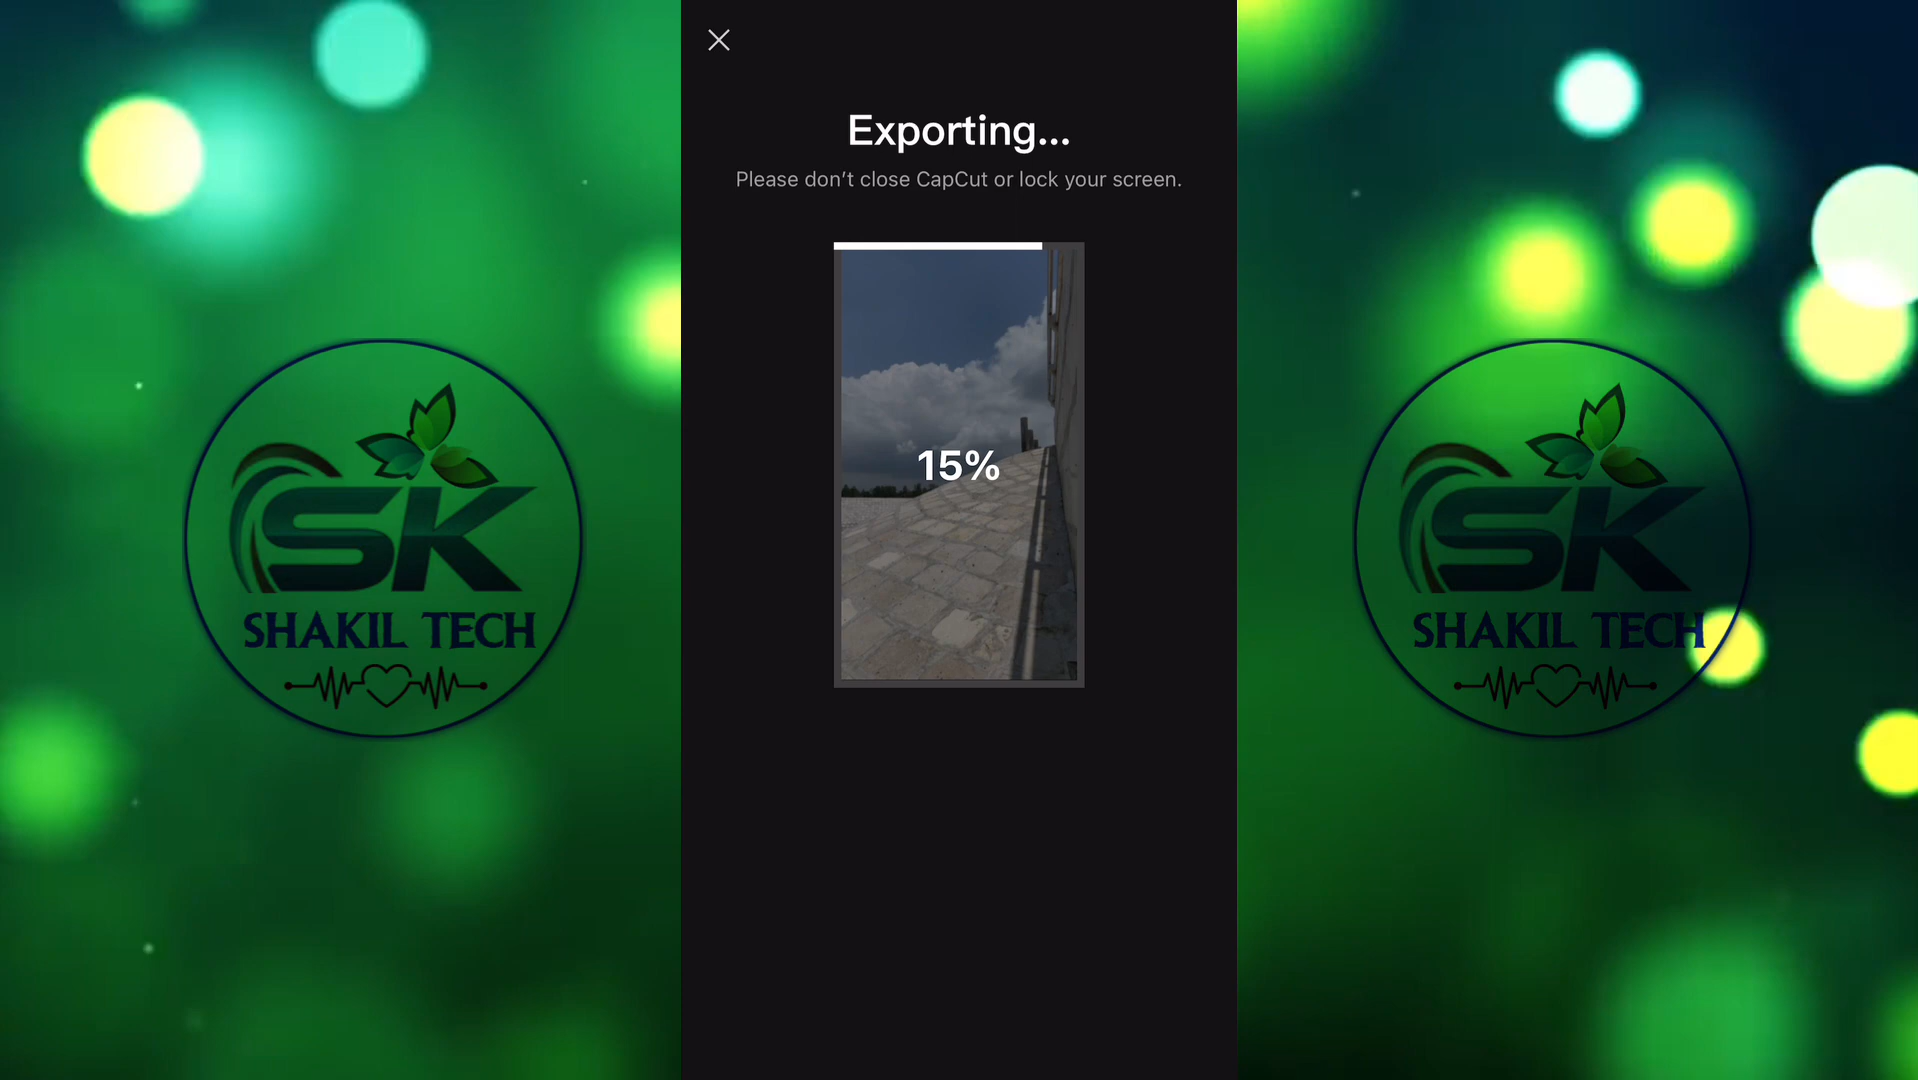 Exporting...
Please don’t close CapCut or lock your screen.
15%
SK
SHAKIL TECH
SK
SHAKIL TECH